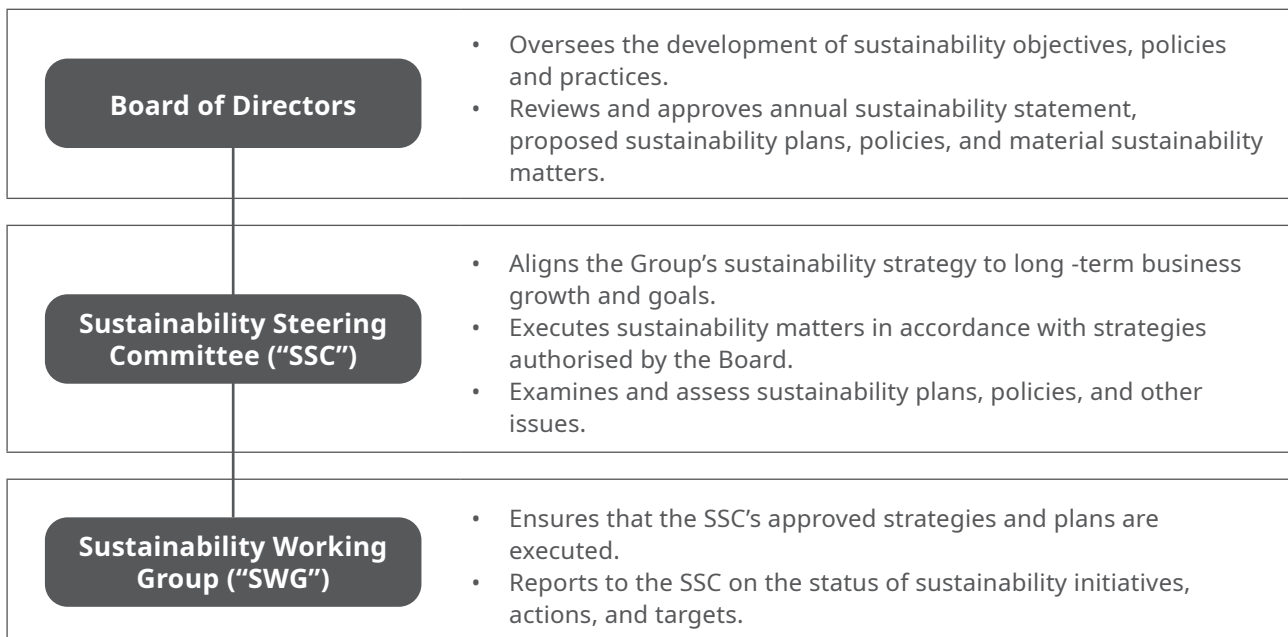 Board of Directors
• Oversees the development of sustainability objectives, policies
and practices.
• Reviews and approves annual sustainability statement,
proposed sustainability plans, policies, and material sustainability
matters.
Sustainability Steering
Committee (“SSC”)
• Aligns the Group’s sustainability strategy to long -term business
growth and goals.
• Executes sustainability matters in accordance with strategies
authorised by the Board.
• Examines and assess sustainability plans, policies, and other
issues.
Sustainability Working
Group (“SWG”)
• Ensures that the SSC’s approved strategies and plans are
executed.
• Reports to the SSC on the status of sustainability initiatives,
actions, and targets.